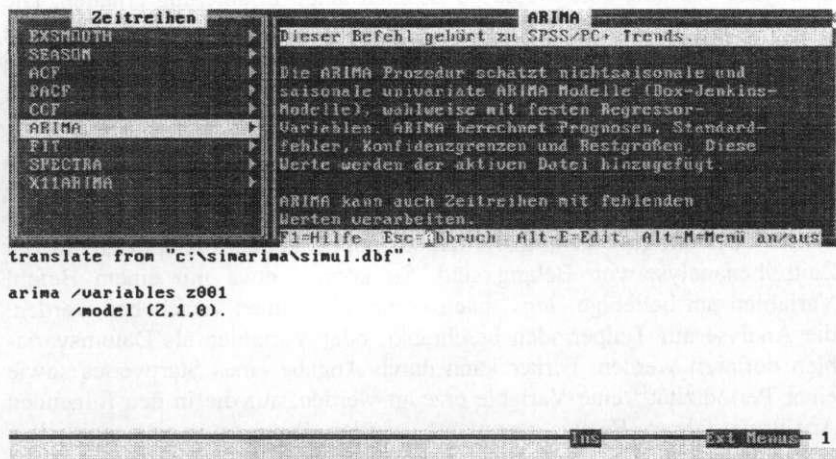 Zeitreihen
EXSMOOTH
SEASON
ACF
PACF
CCF
ARIMA
FIT
SPECTRA
X11ARIMA
ARIMA
Dieser Befehl gehört zu SPSS/PC+ Trends.
Die ARIMA Prozedur schätzt nichtsaisonale und
saisonale univariate ARIMA Modelle (Box-Jenkins-
Modelle), wahlweise mit festen Regressor-
Variablen. ARIMA berechnet Prognosen, Standard-
fehler, Konfidenzgrenzen und Restgrößen. Diese
Werte werden der aktiven Datei hinzugefügt.
ARIMA kann auch Zeitreihen mit fehlenden
Werten verarbeiten.
F1=Hilfe Esc=Abbruch Alt-E=Edit Alt-M=Menü an/aus
translate from "c:\simarima\simul.dbf".
arima /variables z001
/model (2,1,0).
Ins
Ext Menus
1